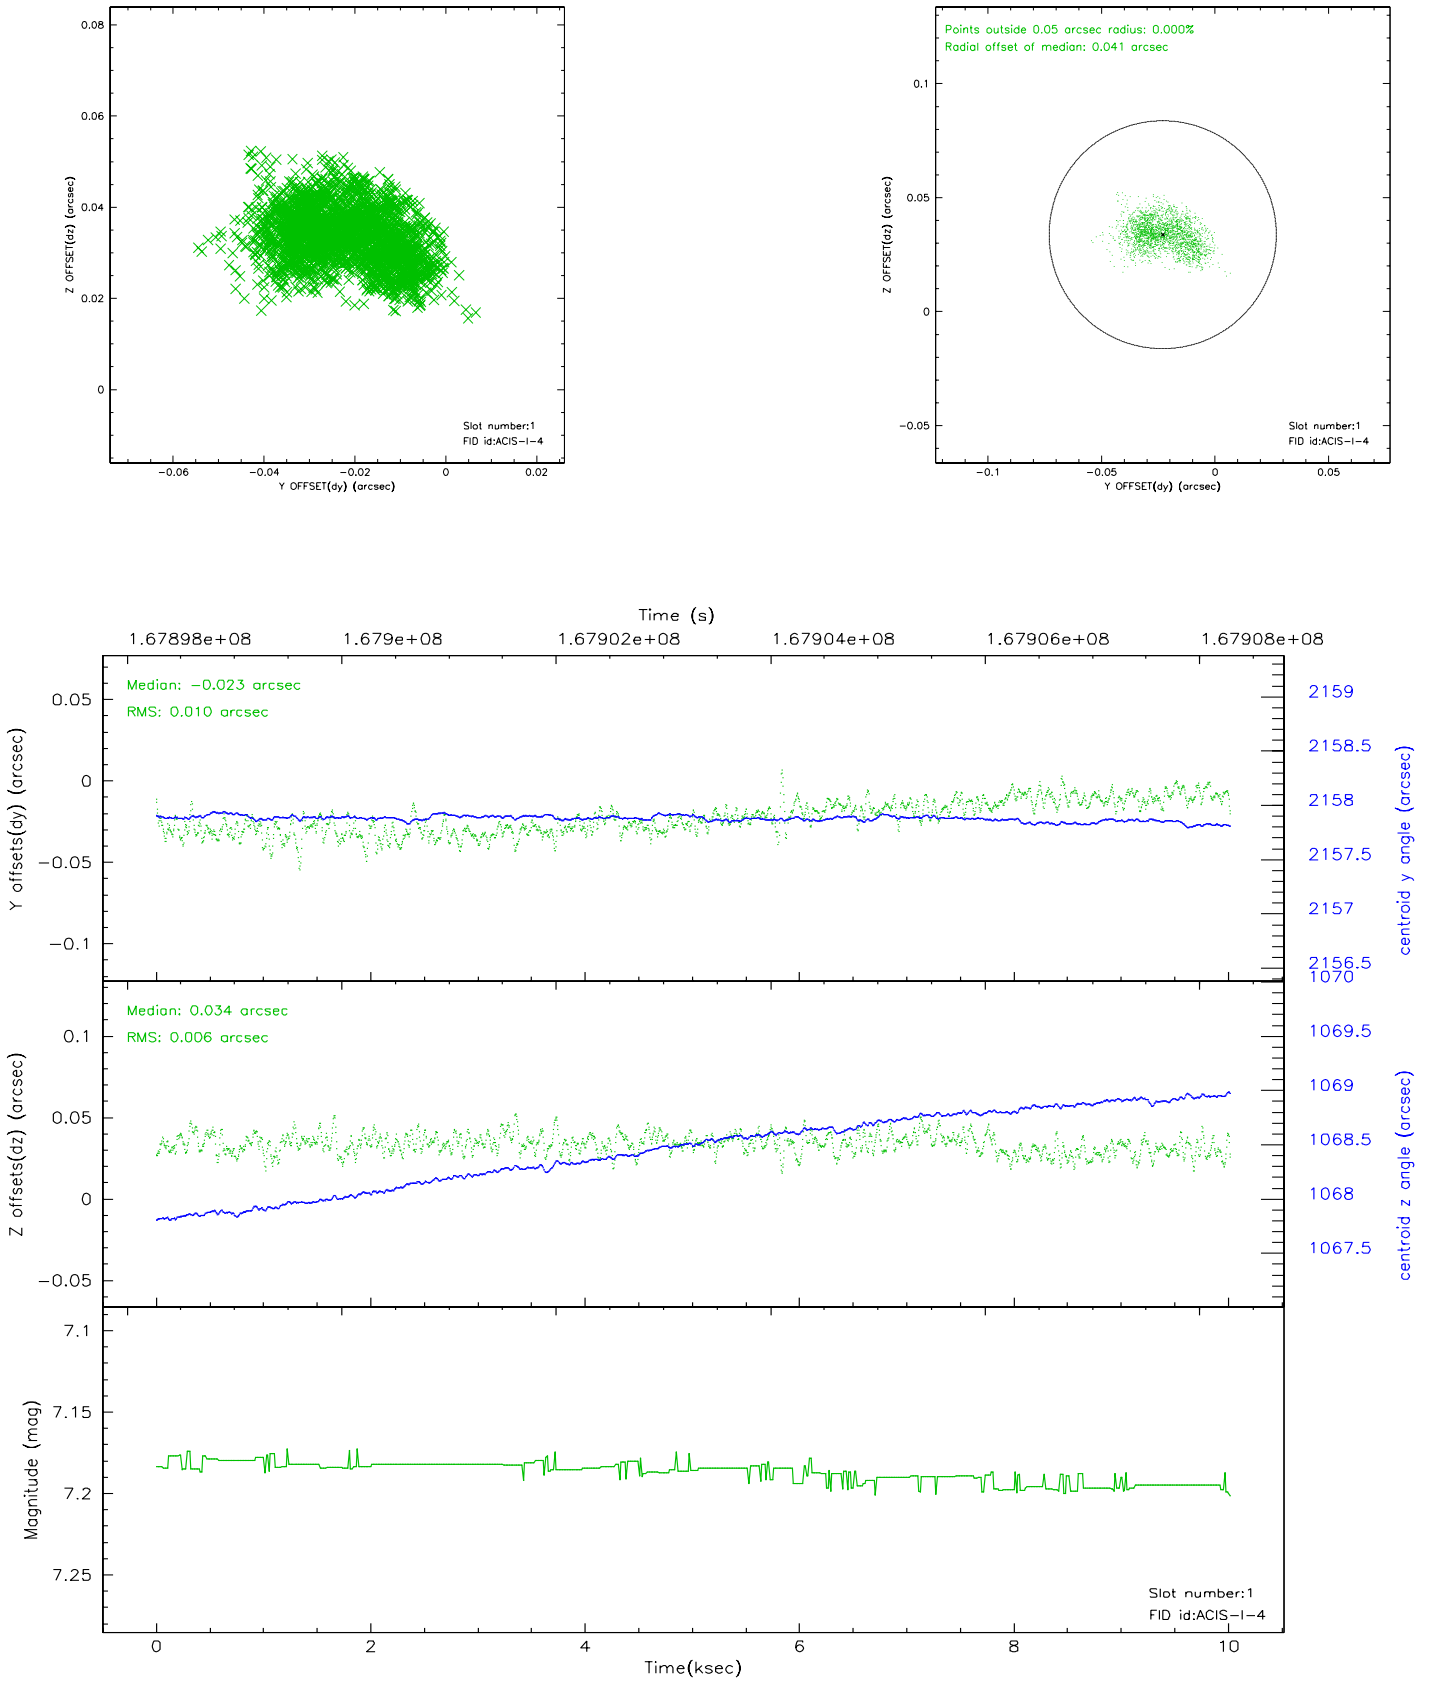 0.08
0.06
0.04
0.02
0
Z OFFSET(dz) (arcsec)
Slot number:1
FID id:ACIS-I-4
-0.06 -0.04 -0.02 0 0.02
Y OFFSET(dy) (arcsec)
Points outside 0.05 arcsec radius: 0.000%
Radial offset of median: 0.041 arcsec
0.1
0.05
0
-0.05
Z OFFSET(dz) (arcsec)
Slot number:1
FID id:ACIS-I-4
-0.1 -0.05 0 0.05
Y OFFSET(dy) (arcsec)
Time (s)
1.67898e+08 1.679e+08 1.67902e+08 1.67904e+08 1.67906e+08 1.67908e+08
Median: -0.023 arcsec
RMS: 0.010 arcsec
0.05
0
-0.05
-0.1
Y offsets(dy) (arcsec)
2159
2158.5
2158
2157.5
2157
2156.5
centroid y angle (arcsec)
1070
Median: 0.034 arcsec
RMS: 0.006 arcsec
0.1
0.05
0
-0.05
Z offsets(dz) (arcsec)
1069.5
1069
1068.5
1068
1067.5
centroid z angle (arcsec)
7.1
7.15
7.2
7.25
Magnitude (mag)
Slot number:1
FID id:ACIS-I-4
0 2 4 6 8 10
Time(ksec)